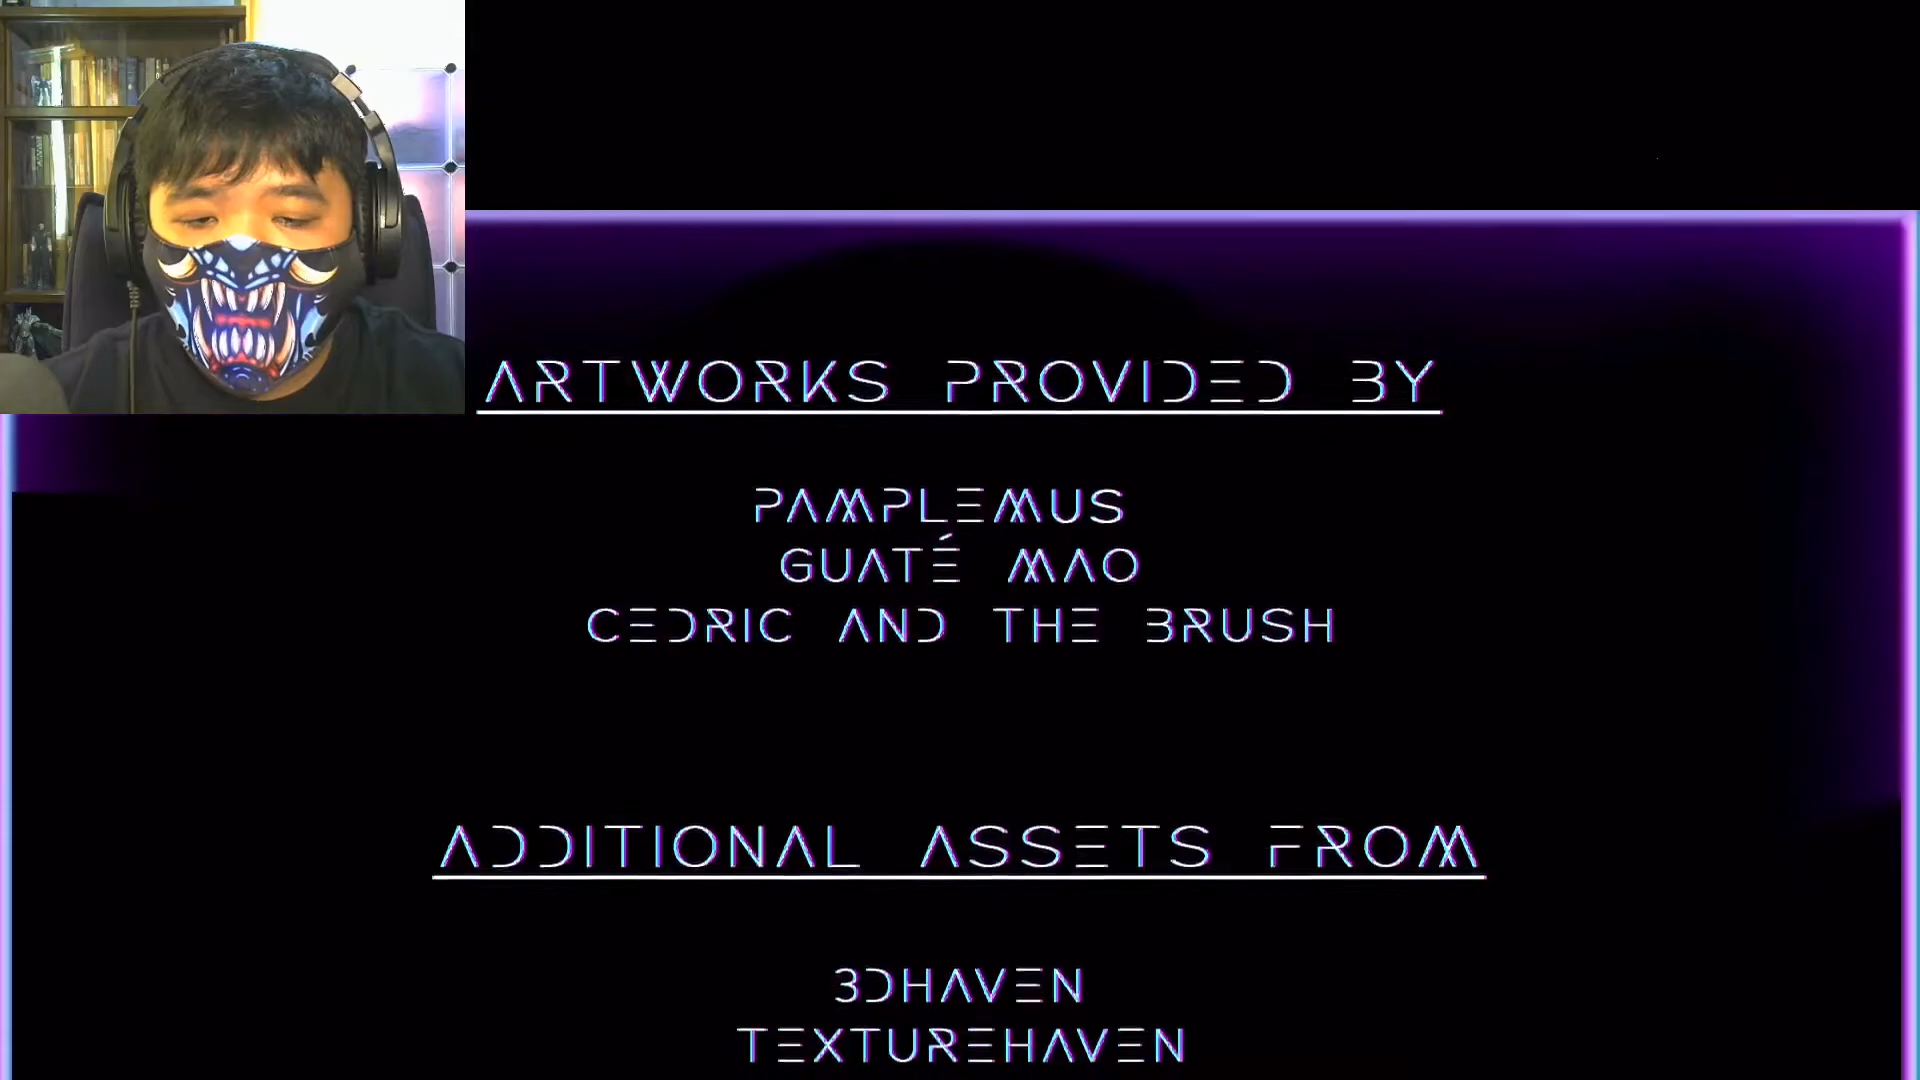 ARTWORKS PROVIDED BY
PAMPLEMUS
GUATÉ MAO
CEDRIC AND THE BRUSH
ADDITIONAL ASSETS FROM
3DHAVEN
TEXTUREHAVEN